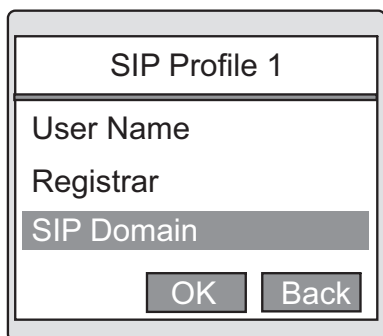 SIP Profile 1
User Name
Registrar
SIP Domain
OK Back